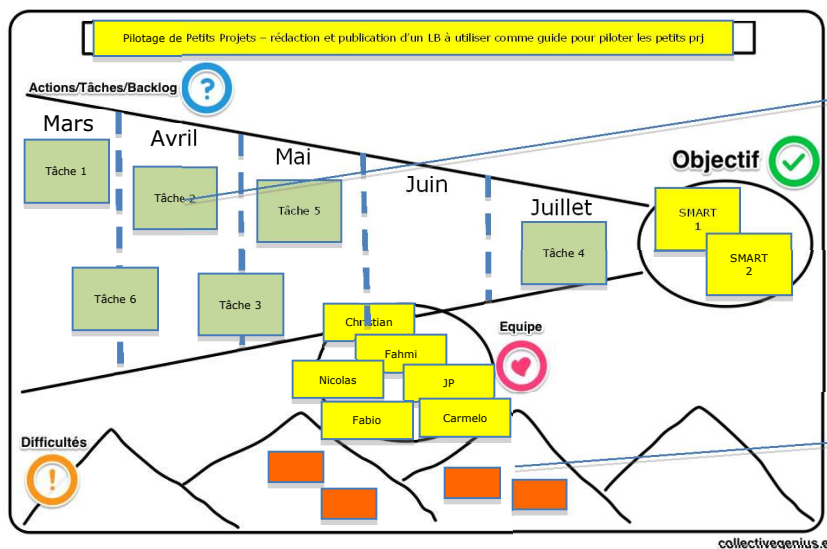 Pilotage de Petits Projets – rédaction et publication d'un LB à utiliser comme guide pour piloter les petits prj
Actions/Tâches/Backlog
?
Mars
Avril
Mai
Juin
Juillet
Objectif
Tâche 1
Tâche 2
Tâche 5
Tâche 4
SMART
1
SMART
2
Tâche 6
Tâche 3
Equipe
Christian
Fahmi
Nicolas
JP
Fabio
Carmelo
Difficultés
!
collectivegenius.e